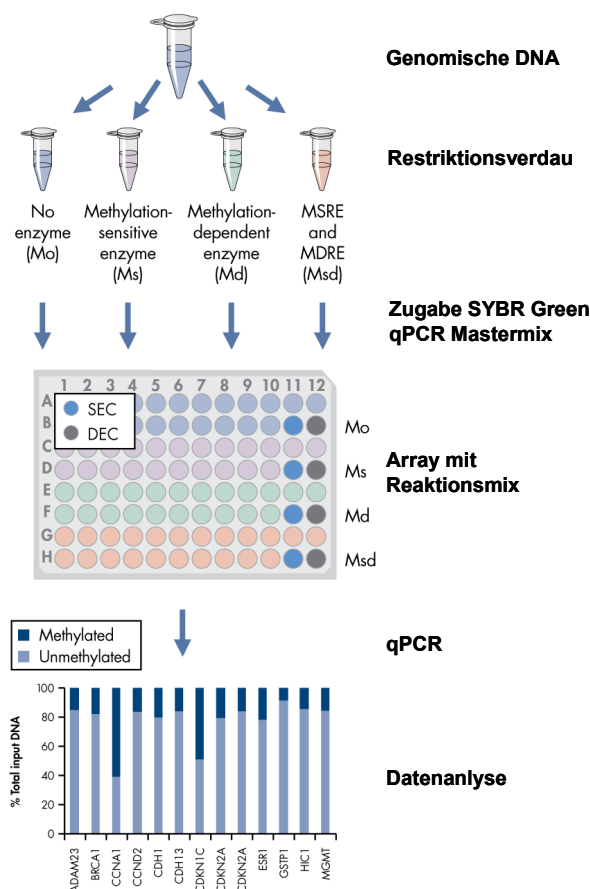 Genomische DNA
Restriktionsverdau
No
enzyme
(Mo)
Methylation-
sensitive
enzyme
(Ms)
Methylation-
dependent
enzyme
(Md)
MSRE
and
MDRE
(Msd)
Zugabe SYBR Green
qPCR Mastermix
1 2 3 4 5 6 7 8 9 10 11 12
A
B
C
D
E
F
G
H
SEC
DEC
Mo
Ms
Md
Msd
Array mit
Reaktionsmix
qPCR
Methylated
Unmethylated
% Total input DNA
100
80
60
40
20
0
ADAM23
BRCA1
CCNA1
CCND2
CDH1
CDH13
CDKN1C
CDKN2A
CDKN2A
ESR1
GSTP1
HIC1
MGMT
Datenanlyse